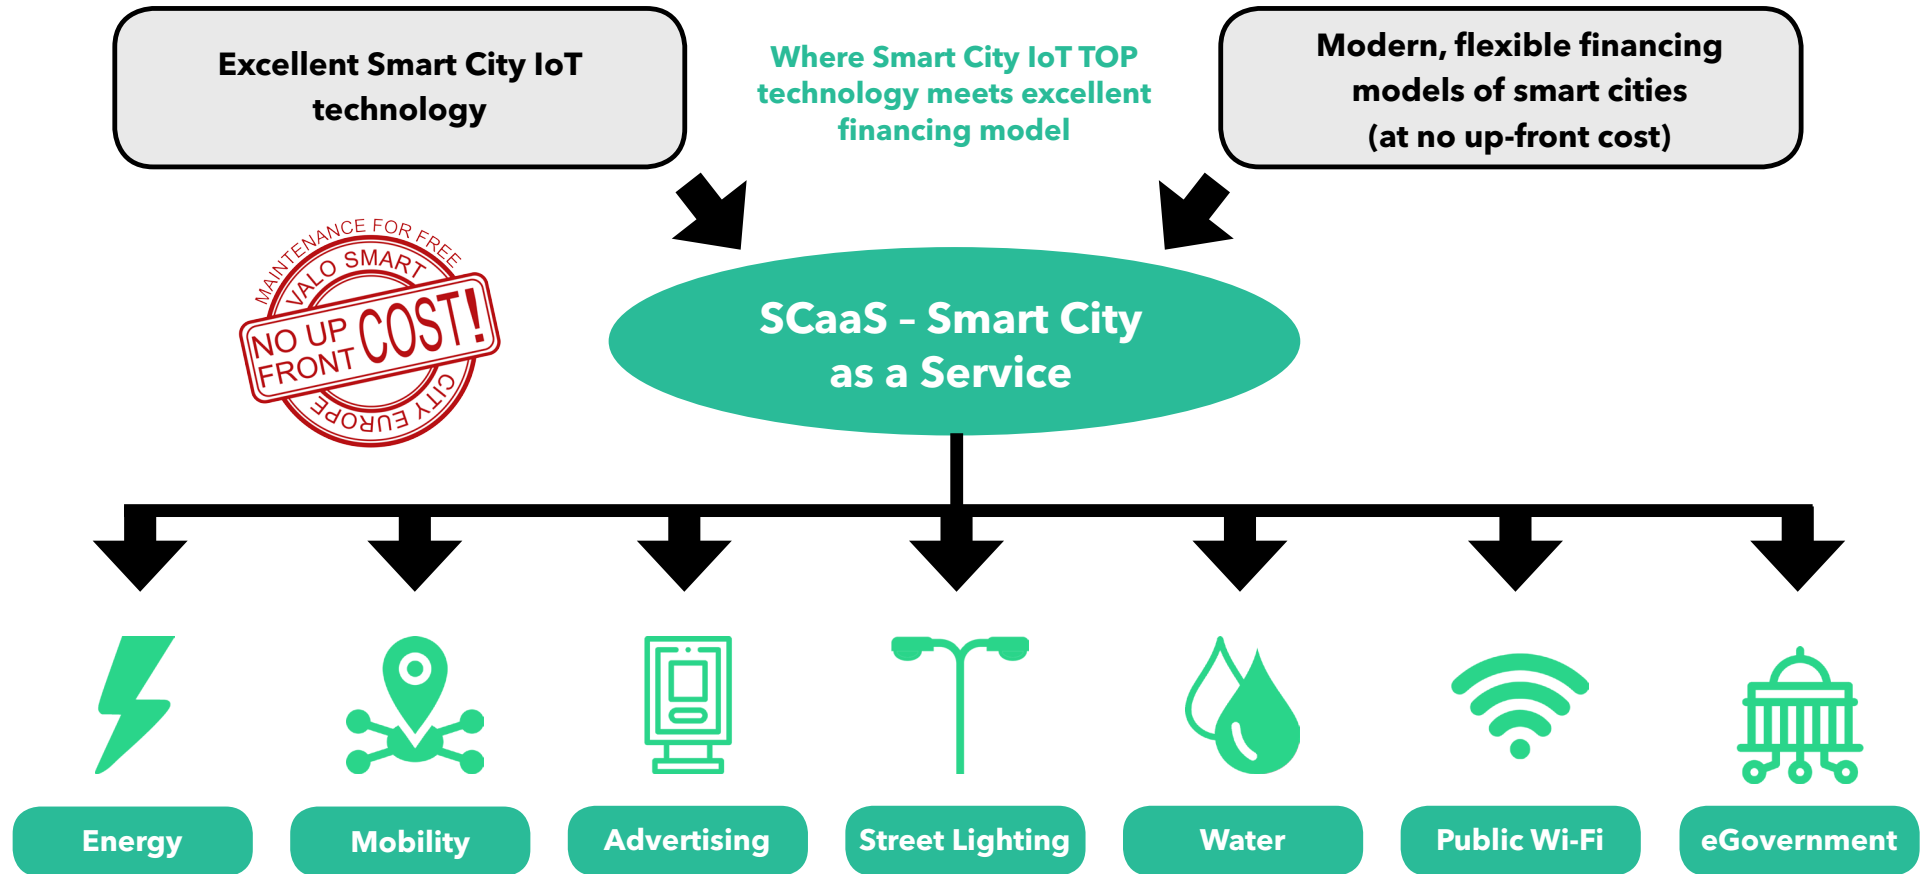 Excellent Smart City IoT
technology
Where Smart City IoT TOP
technology meets excellent
financing model
Modern, flexible financing
models of smart cities
(at no up-front cost)
MAINTENANCE FOR FREE
VALO SMART
NO UP
FRONT
COST!
CITY EUROPE
SCaaS – Smart City
as a Service
Energy
Mobility
Advertising
Street Lighting
Water
Public Wi-Fi
eGovernment